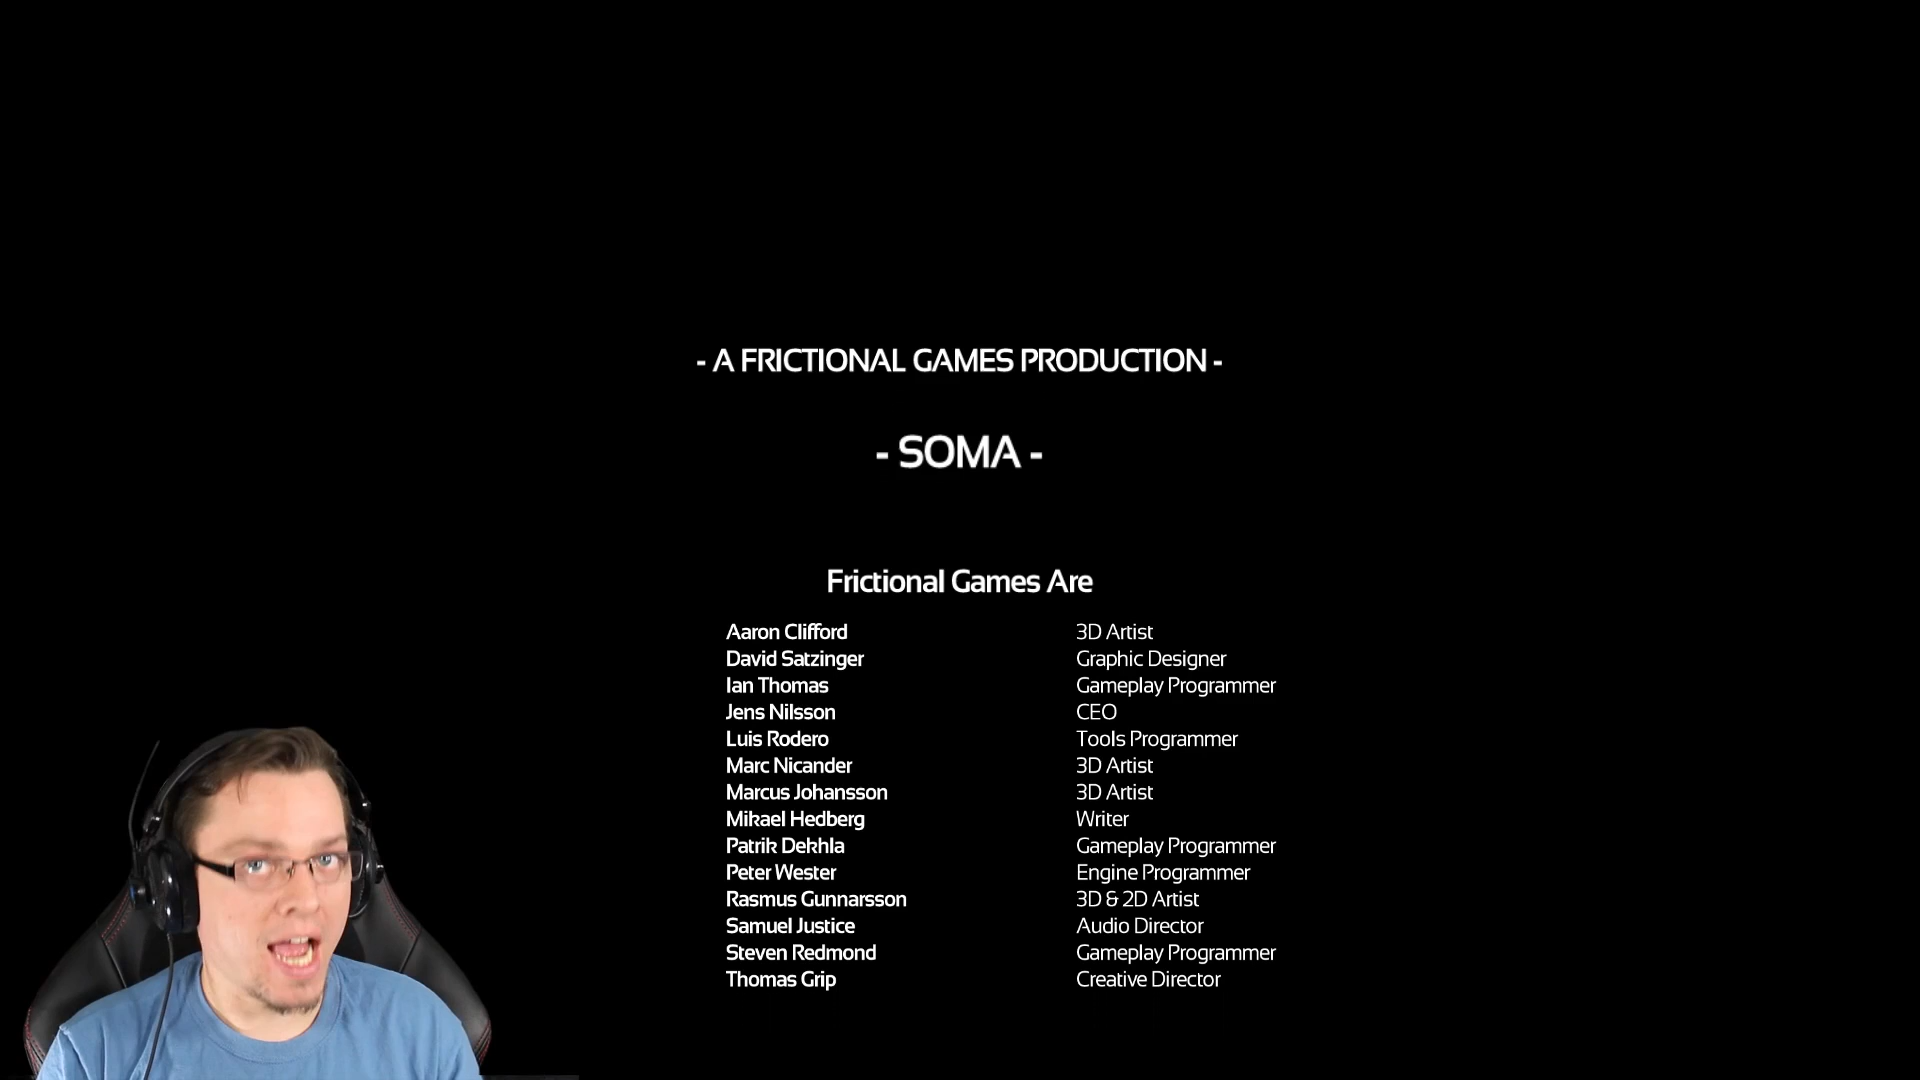 - A FRICTIONAL GAMES PRODUCTION -
- SOMA -
Frictional Games Are
Aaron Clifford 3D Artist
David Satzinger Graphic Designer
Ian Thomas Gameplay Programmer
Jens Nilsson CEO
Luis Rodero Tools Programmer
Marc Nicander 3D Artist
Marcus Johansson 3D Artist
Mikael Hedberg Writer
Patrik Dekhla Gameplay Programmer
Peter Wester Engine Programmer
Rasmus Gunnarsson 3D & 2D Artist
Samuel Justice Audio Director
Steven Redmond Gameplay Programmer
Thomas Grip Creative Director